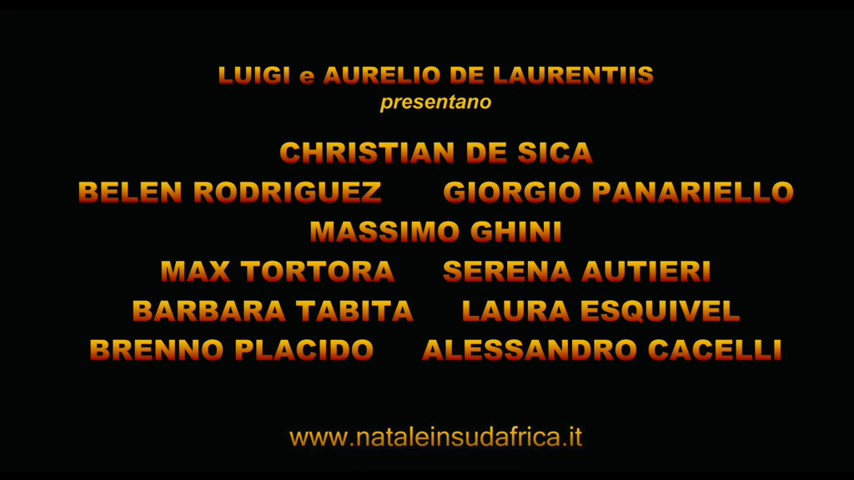 LUIGI e AURELIO DE LAURENTIIS
presentano
CHRISTIAN DE SICA
BELEN RODRIGUEZ GIORGIO PANARIELLO
MASSIMO GHINI
MAX TORTORA SERENA AUTIERI
BARBARA TABITA LAURA ESQUIVEL
BRENNO PLACIDO ALESSANDRO CACELLI
www.nataleinsudafrica.it